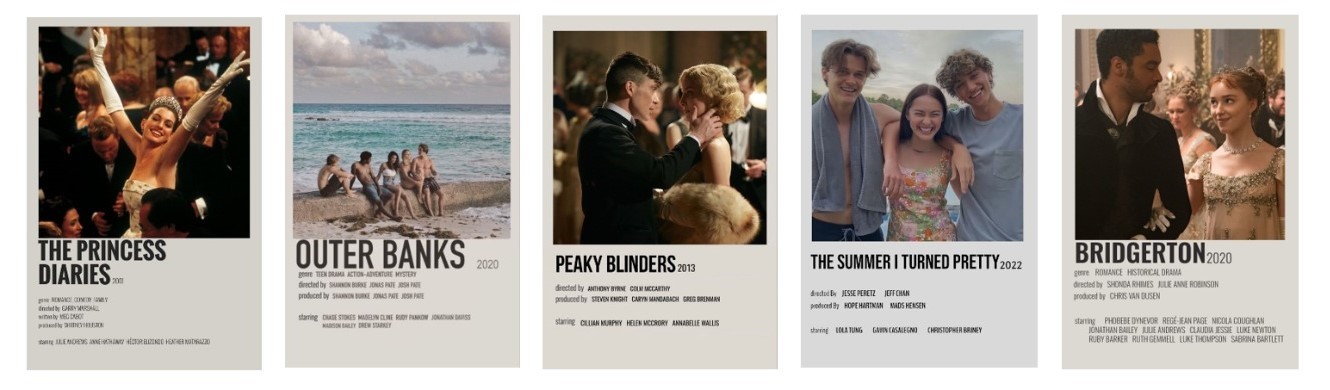 THE PRINCESS
DIARIES 2001
genre ROMANCE COMEDY FAMILY
directed by GARRY MARSHALL
written by MEG CABOT
produced by WHITNEY HOUSTON
starring JULIE ANDREWS ANNE HATHAWAY HÉCTOR ELIZONDO HEATHER MATARAZZO
OUTER BANKS 2020
genre TEEN DRAMA ACTION-ADVENTURE MYSTERY
directed by SHANNON BURKE JONAS PATE JOSH PATE
produced by SHANNON BURKE JONAS PATE JOSH PATE
starring CHASE STOKES MADELYN CLINE RUDY PANKOW JONATHAN DAVISS
MADISON BAILEY DREW STARKEY
PEAKY BLINDERS 2013
directed by ANTHONY BYRNE COLM MCCARTHY
produced by STEVEN KNIGHT CARYN MANDABACH GREG BRENMAN
starring CILLIAN MURPHY HELEN MCCRORY ANNABELLE WALLIS
THE SUMMER I TURNED PRETTY 2022
directed By JESSE PERETZ JEFF CHAN
produced By HOPE HARTMAN MADS HENSEN
starring LOLA TUNG GAVIN CASALEGNO CHRISTOPHER BRINEY
BRIDGERTON 2020
genre ROMANCE HISTORICAL DRAMA
directed by SHONDA RHIMES JULIE ANNE ROBINSON
produced by CHRIS VAN DUSEN
starring PHOEBE DYNEVOR REGÉ-JEAN PAGE NICOLA COUGHLAN
JONATHAN BAILEY JULIE ANDREWS CLAUDIA JESSIE LUKE NEWTON
RUBY BARKER RUTH GEMMELL LUKE THOMPSON SABRINA BARTLETT